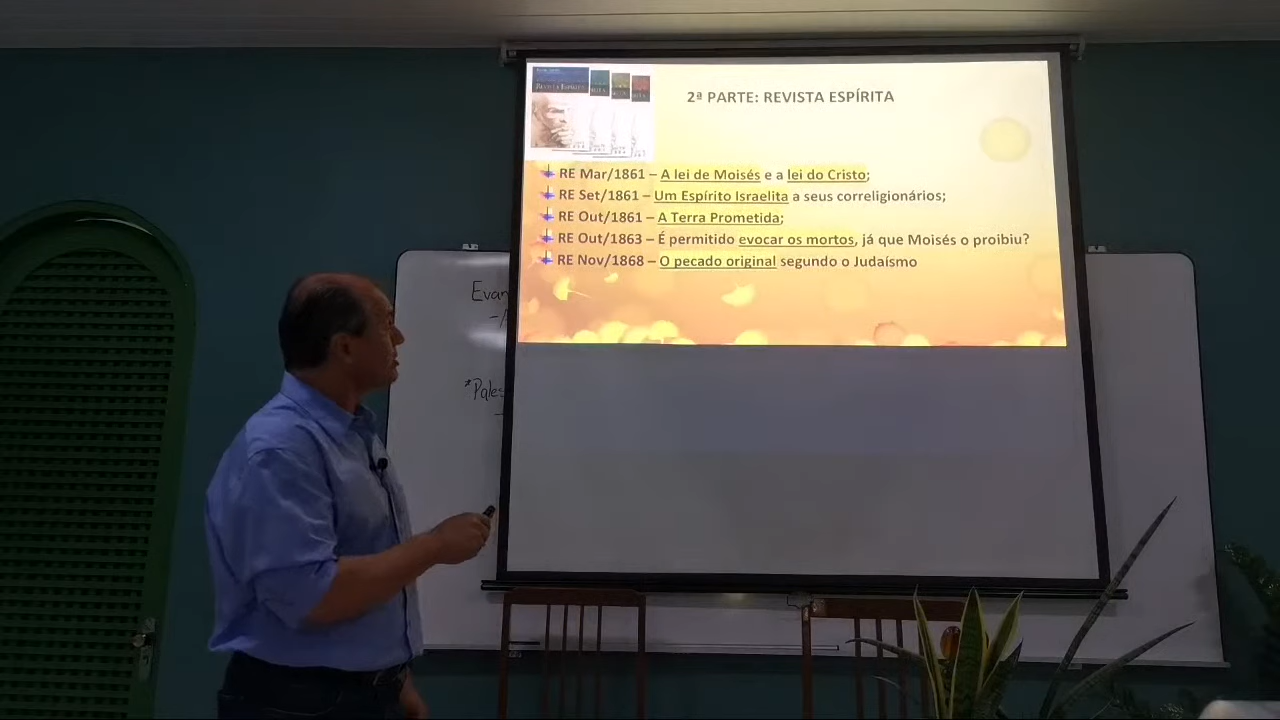 2ª PARTE: REVISTA ESPÍRITA
RE Mar/1861 – A lei de Moisés e a lei do Cristo;
RE Set/1861 – Um Espírito Israelita a seus correligionários;
RE Out/1861 – A Terra Prometida;
RE Out/1863 – É permitido evocar os mortos, já que Moisés o proibiu?
RE Nov/1868 – O pecado original segundo o Judaísmo
Evan
*Pales